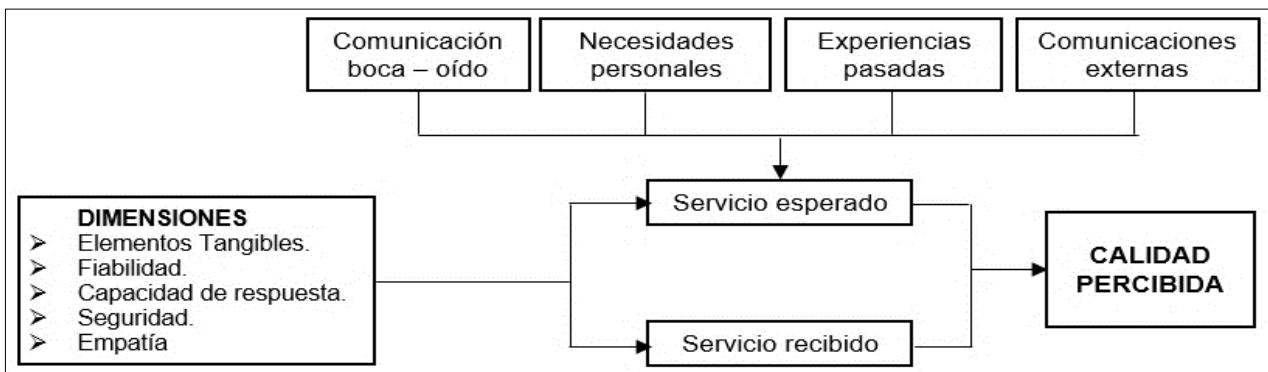 Comunicación
boca – oído
Necesidades
personales
Experiencias
pasadas
Comunicaciones
externas
DIMENSIONES
➢ Elementos Tangibles.
➢ Fiabilidad.
➢ Capacidad de respuesta.
➢ Seguridad.
➢ Empatía
Servicio esperado
Servicio recibido
CALIDAD
PERCIBIDA